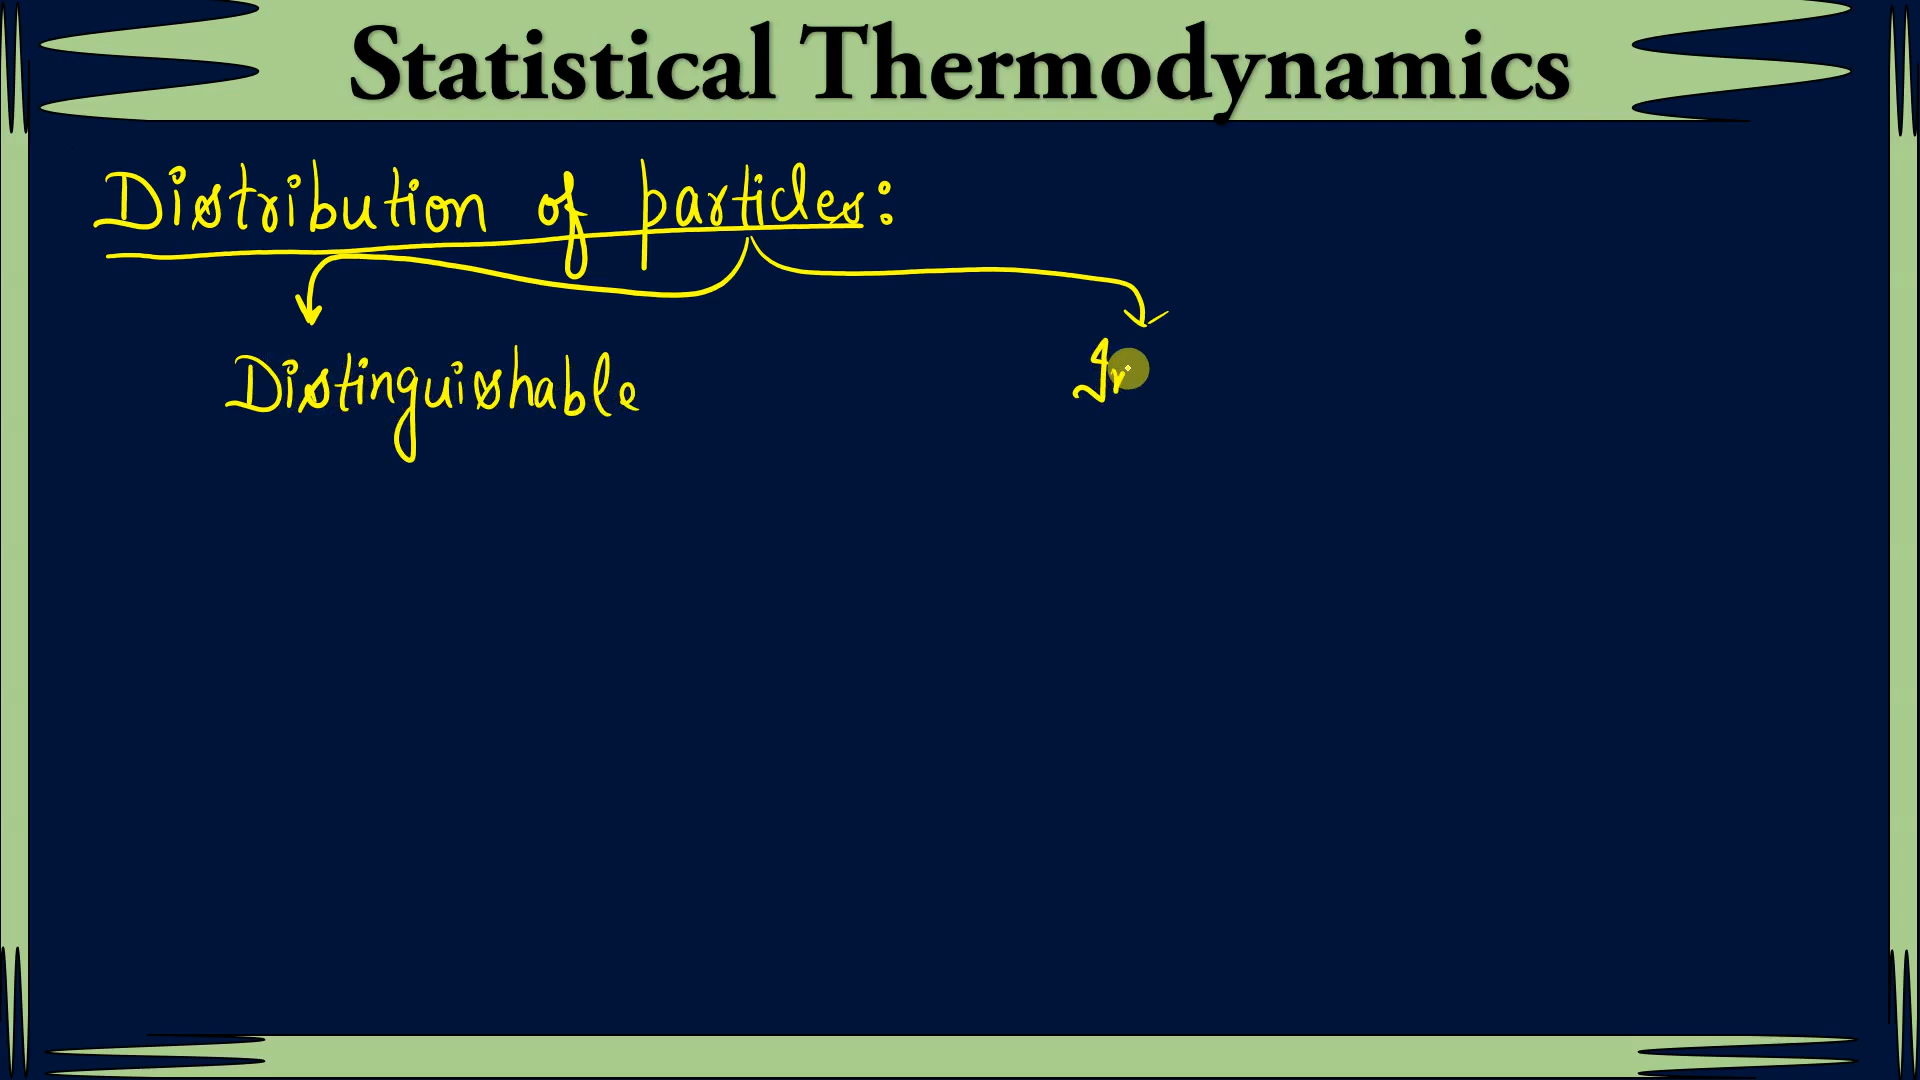 Statistical Thermodynamics
Distribution of particles:
Distinguishable